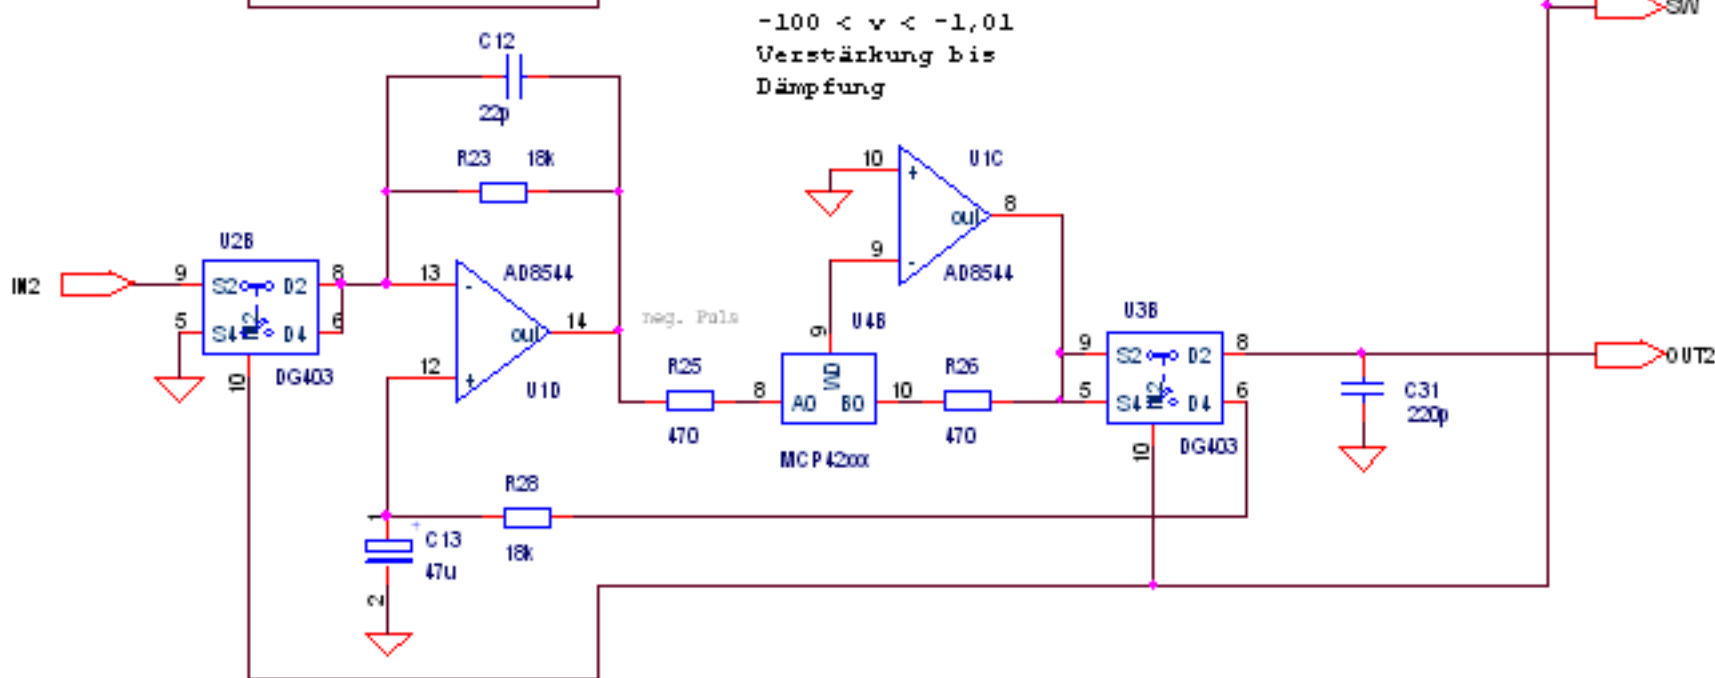 SW
-100 < v < -1,01
Verstärkung bis
Dämpfung
C12
22p
R23 18k
10 U1C
+
out 8
9
-
AD8544
U2B
IN2
9 S2 D2 8
5 S4 D4 6
10 DG403
13 AD8544
-
out 14
12 +
U1D
neg. Puls
U4B
9
R25
470
8 A0 B0 10
MCP42xxx
R26
470
U3B
9 S2 D2 8
5 S4 D4 6
10 DG403
OUT2
C31
220p
R28
18k
1
+
C13
47u
2